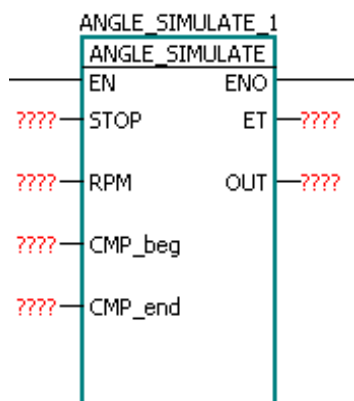 ANGLE_SIMULATE_1
ANGLE_SIMULATE
EN ENO
???? STOP ET ????
???? RPM OUT ????
???? CMP_beg
???? CMP_end